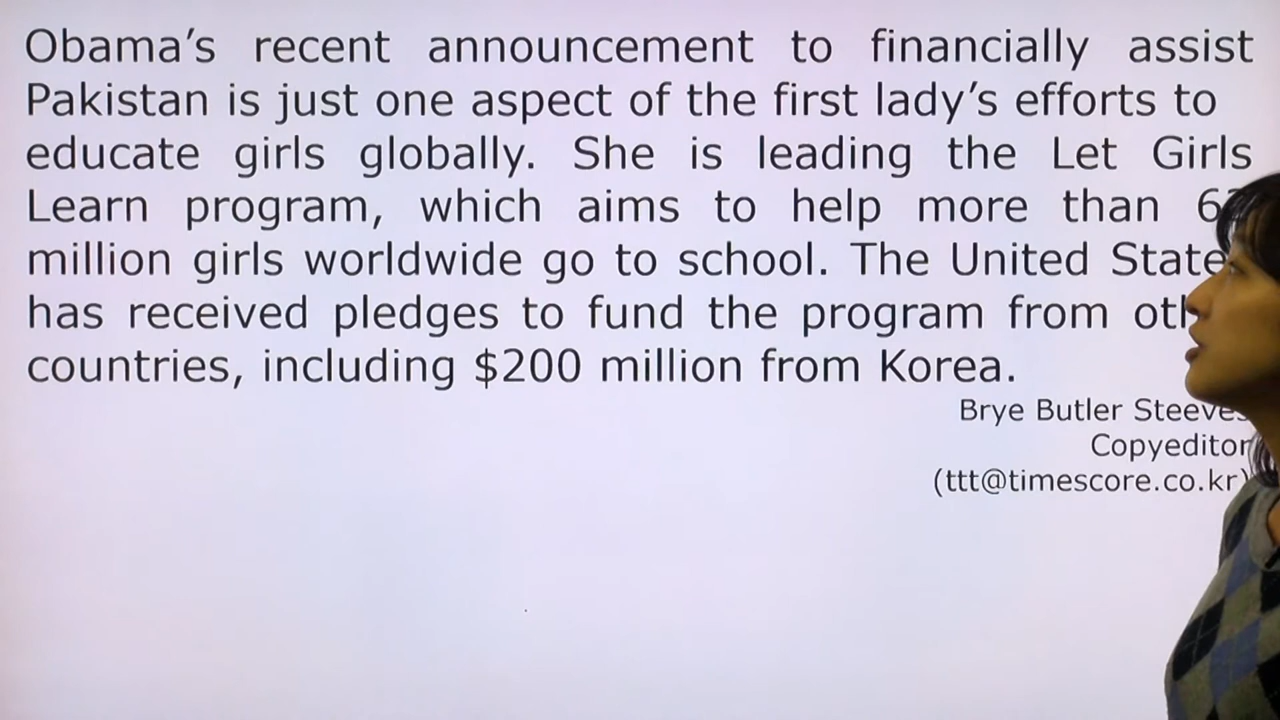 Obama’s recent announcement to financially assist
Pakistan is just one aspect of the first lady’s efforts to
educate girls globally. She is leading the Let Girls
Learn program, which aims to help more than
million girls worldwide go to school. The United
has received pledges to fund the program from
countries, including $200 million from Korea.
Brye Butler Steeves
Copyeditor
(ttt@timescore.co.kr)